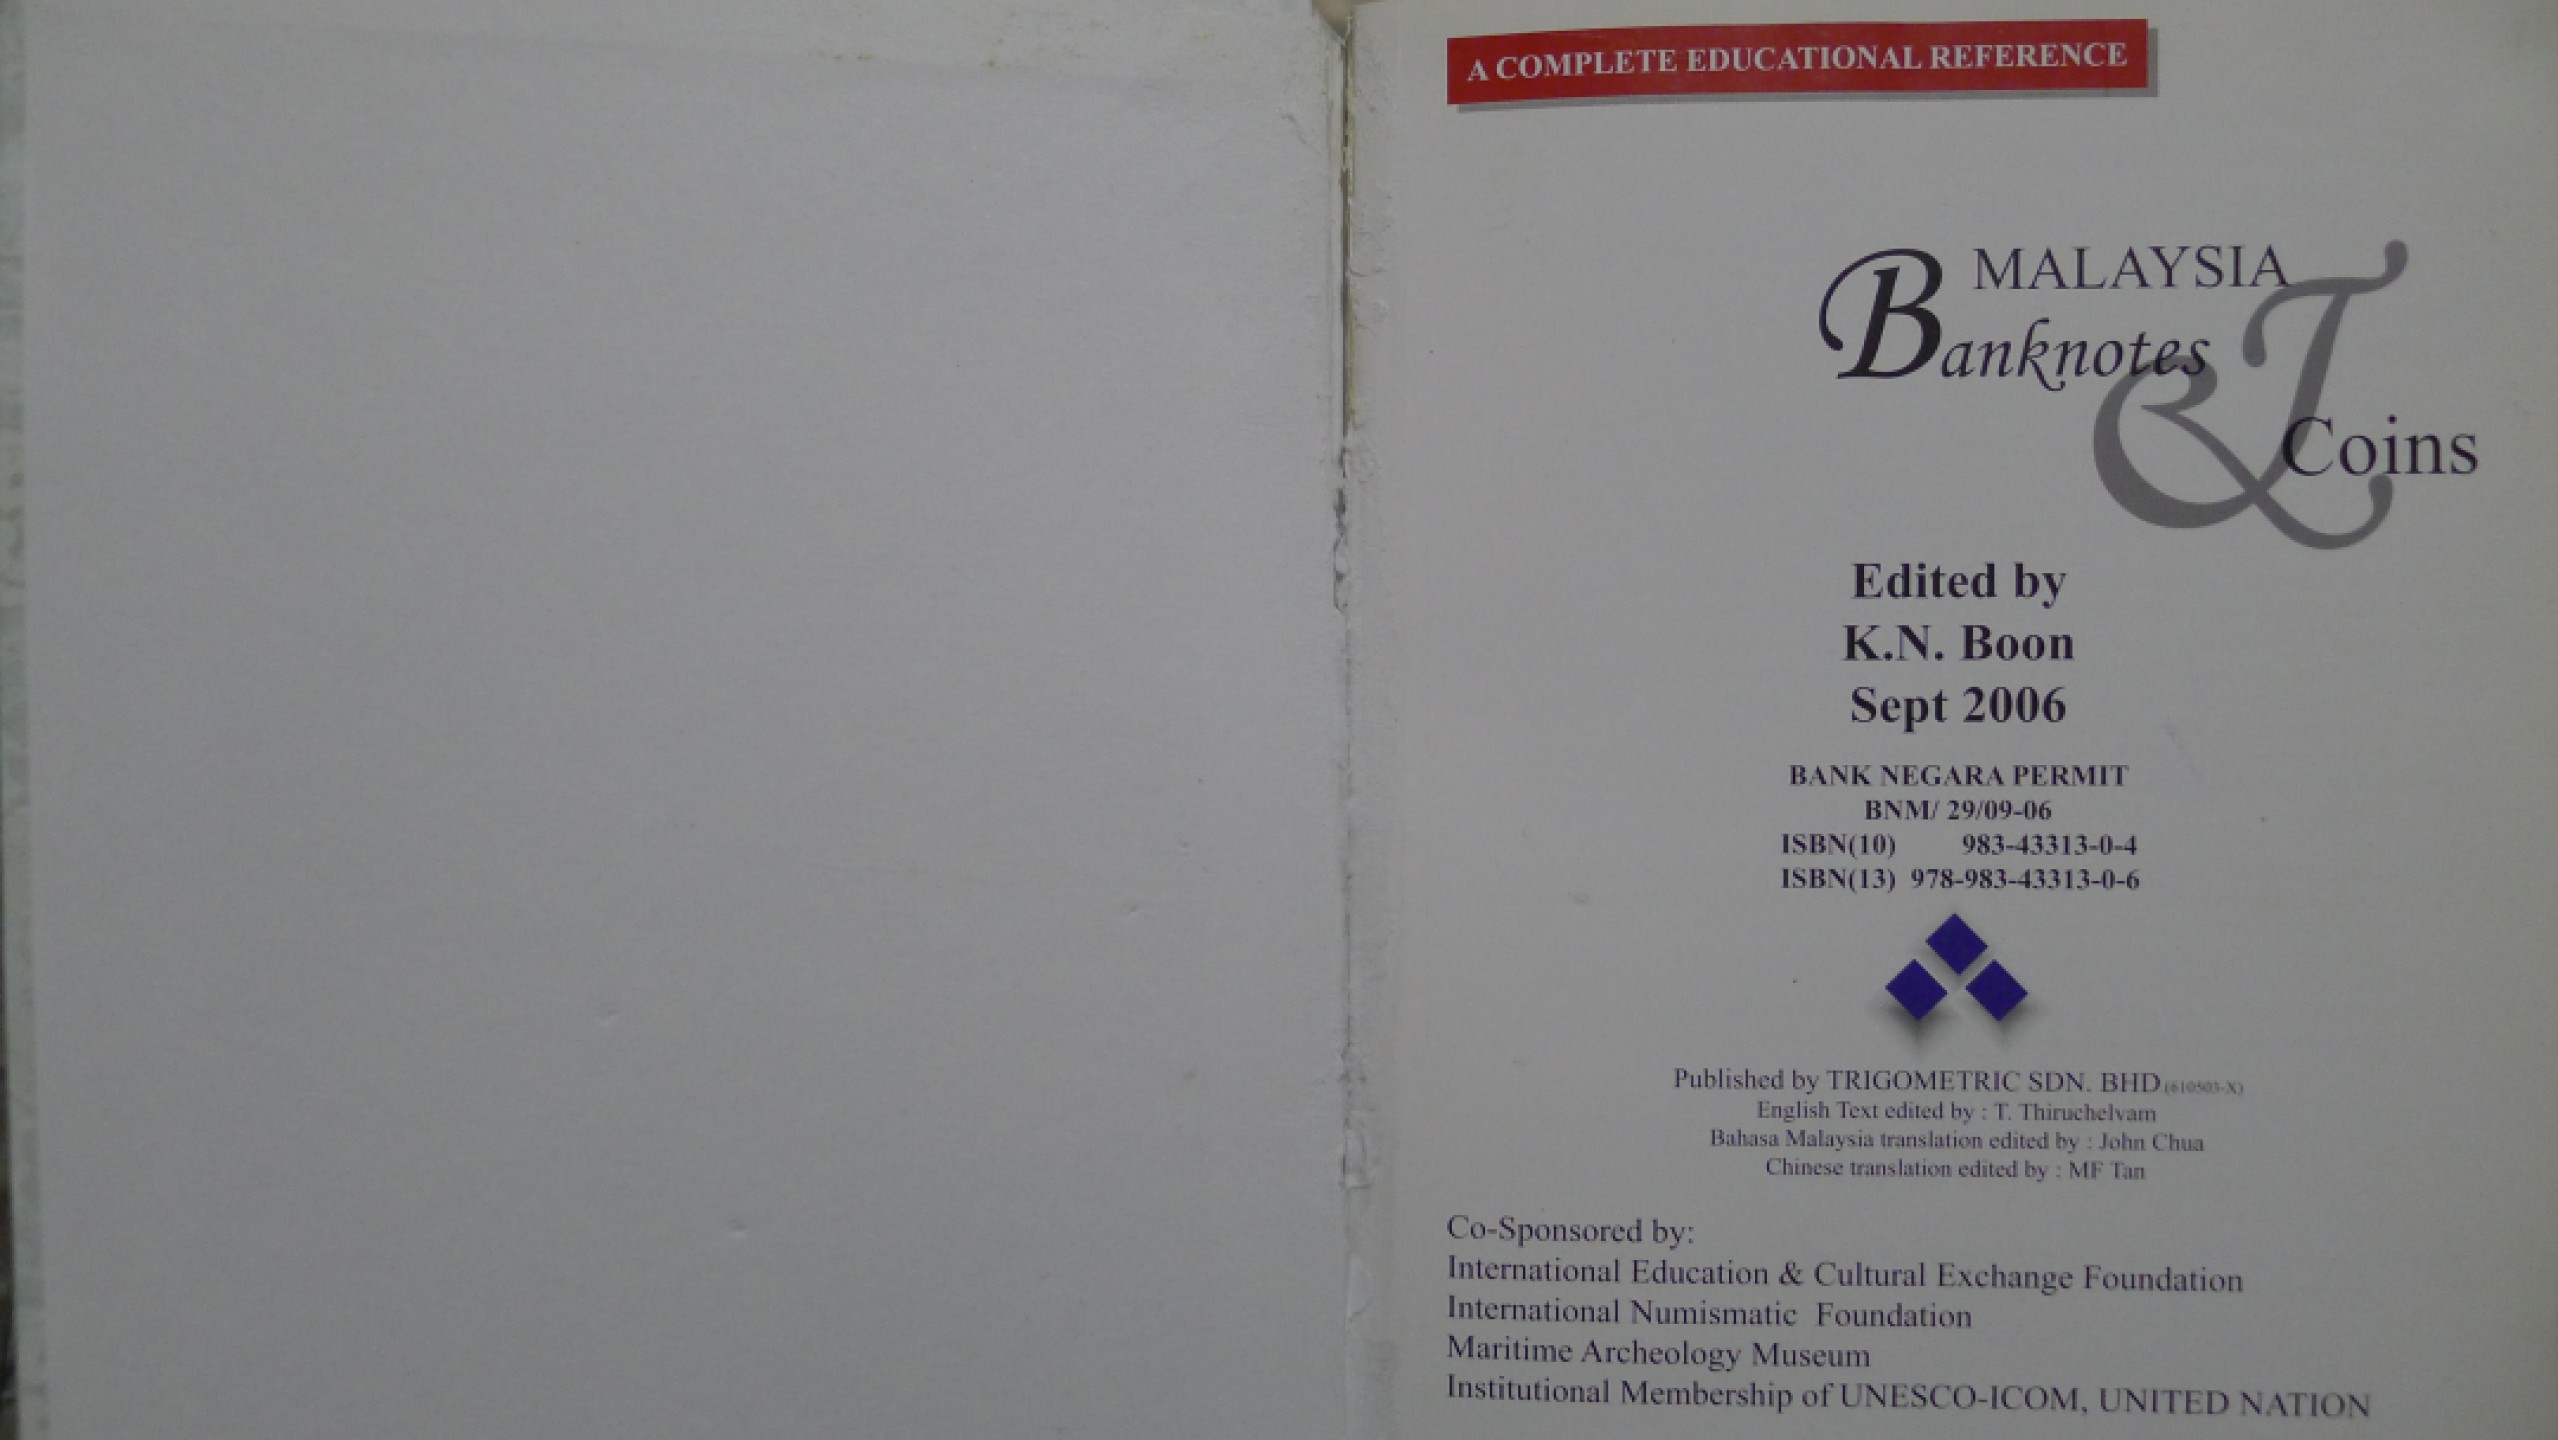 A COMPLETE EDUCATIONAL REFERENCE
MALAYSIA
Banknotes
&
Coins
Edited by
K.N. Boon
Sept 2006
BANK NEGARA PERMIT
BNM/ 29/09-06
ISBN(10) 983-43313-0-4
ISBN(13) 978-983-43313-0-6
Published by TRIGOMETRIC SDN. BHD (610503-X)
English Text edited by : T. Thiruchelvam
Bahasa Malaysia translation edited by : John Chua
Chinese translation edited by : MF Tan
Co-Sponsored by:
International Education & Cultural Exchange Foundation
International Numismatic Foundation
Maritime Archeology Museum
Institutional Membership of UNESCO-ICOM, UNITED NATION